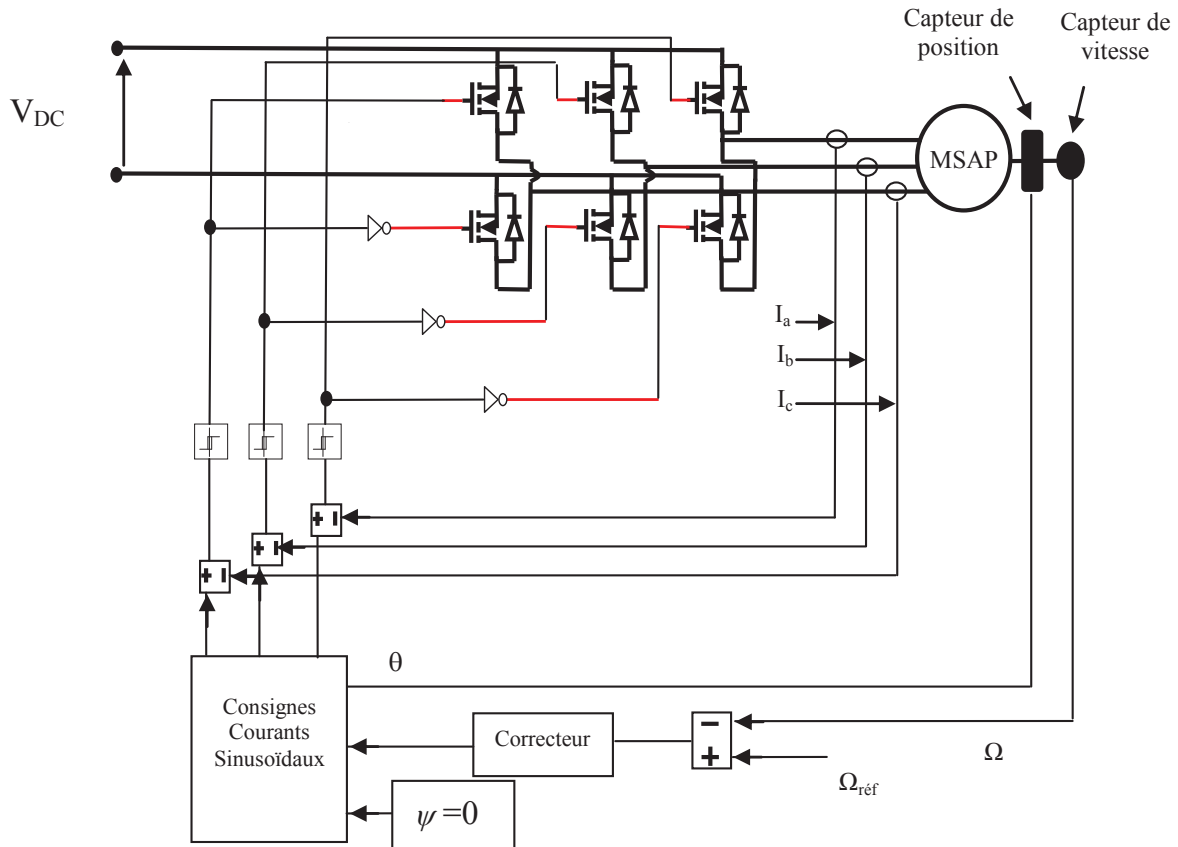 Capteur de
position
Capteur de
vitesse
V_DC
MSAP
I_a
I_b
I_c
+ −
+ −
+ −
θ
Consignes
Courants
Sinusoïdaux
Correcteur
−
+
Ω
Ω_réf
ψ =0